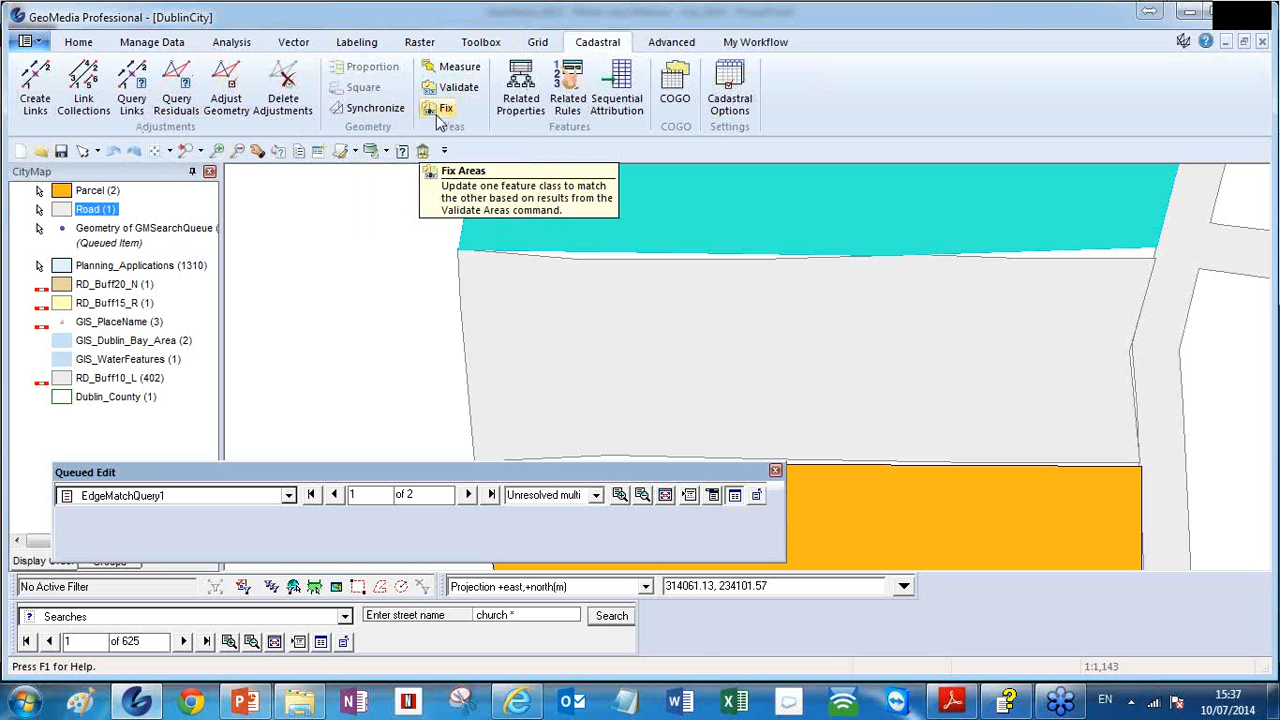 GeoMedia Professional - [DublinCity]
Home Manage Data Analysis Vector Labeling Raster Toolbox Grid Cadastral Advanced My Workflow
Create Links
Link Collections
Query Links
Query Residuals
Adjust Geometry
Delete Adjustments
Adjustments
Proportion
Square
Synchronize
Geometry
Measure
Validate
Fix
Related Properties
Related Rules
Sequential Attribution
Features
COGO
COGO
Cadastral Options
Settings
CityMap
Parcel (2)
Road (1)
Geometry of GMSearchQueue (
(Queued Item)
Planning_Applications (1310)
RD_Buff20_N (1)
RD_Buff15_R (1)
GIS_PlaceName (3)
GIS_Dublin_Bay_Area (2)
GIS_WaterFeatures (1)
RD_Buff10_L (402)
Dublin_County (1)
Fix Areas
Update one feature class to match
the other based on results from the
Validate Areas command.
Queued Edit
EdgeMatchQuery1 1 of 2 Unresolved multi
No Active Filter Projection +east,+north(m) 314061.13, 234101.57
Searches Enter street name church * Search
1 of 625
Press F1 for Help. 1:1,143
EN 15:37
10/07/2014